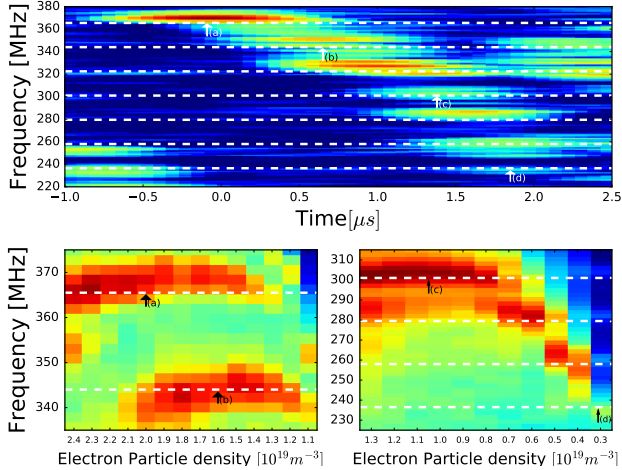 Frequency [MHz]
380
360
340
320
300
280
260
240
220
(a)
(b)
(c)
(d)
−1.0 −0.5 0.0 0.5 1.0 1.5 2.0 2.5
Time[μs]
Frequency [MHz]
370
360
350
340
(a)
(b)
2.4 2.3 2.2 2.1 2.0 1.9 1.8 1.7 1.6 1.5 1.4 1.3 1.2 1.1
Electron Particle density [10¹⁹m⁻³]
310
300
290
280
270
260
250
240
230
(c)
(d)
1.3 1.2 1.1 1.0 0.9 0.8 0.7 0.6 0.5 0.4 0.3
Electron Particle density [10¹⁹m⁻³]